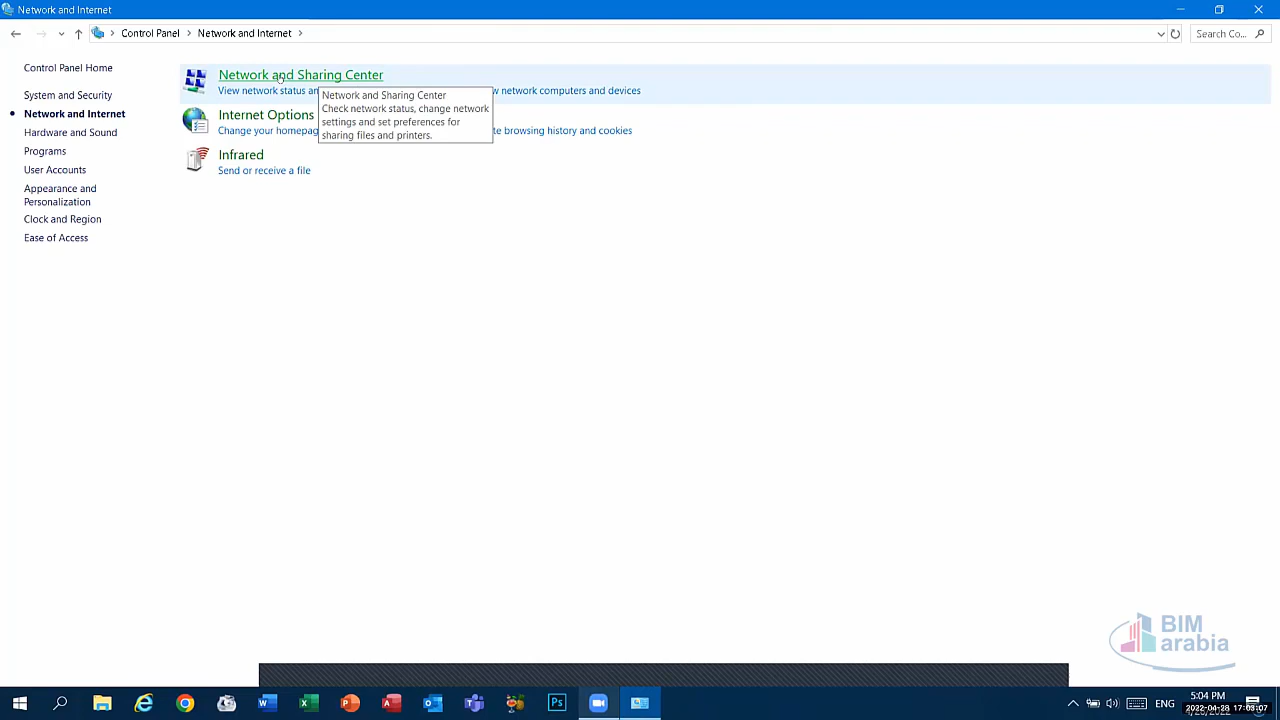 Network and Internet
Control Panel
Network and Internet
Search Co...
Control Panel Home
System and Security
Network and Internet
Hardware and Sound
Programs
User Accounts
Appearance and
Personalization
Clock and Region
Ease of Access
Network and Sharing Center
View network status an
w network computers and devices
Network and Sharing Center
Check network status, change network
settings and set preferences for
sharing files and printers.
Internet Options
Change your homepag
te browsing history and cookies
Infrared
Send or receive a file
BIM
arabia
ENG
5:04 PM
2022-04-28 17:03:07